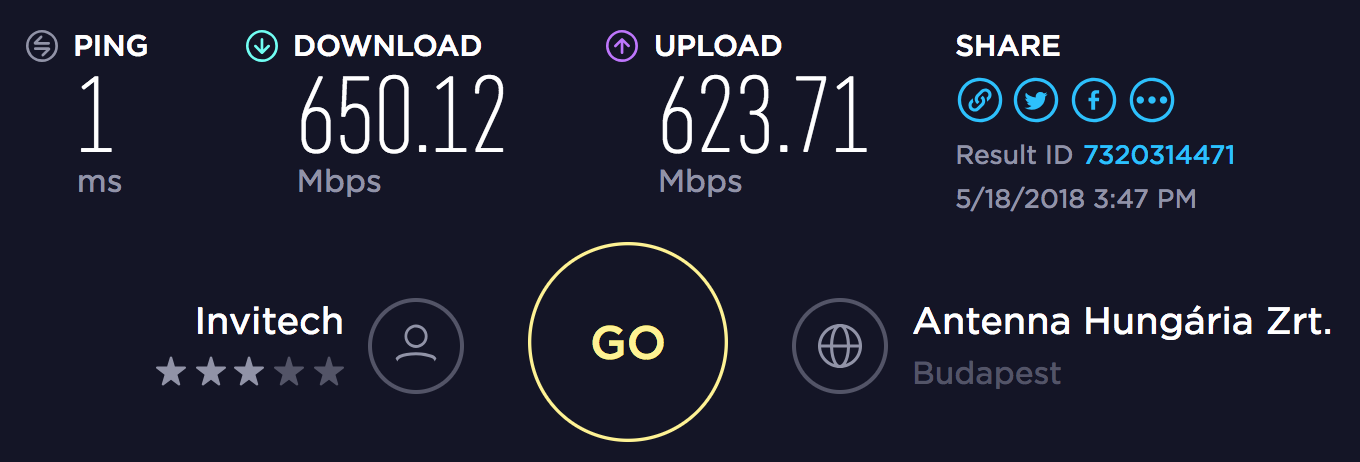 PING
1
ms
DOWNLOAD
650.12
Mbps
UPLOAD
623.71
Mbps
SHARE
Result ID 7320314471
5/18/2018 3:47 PM
Invitech
GO
Antenna Hungária Zrt.
Budapest